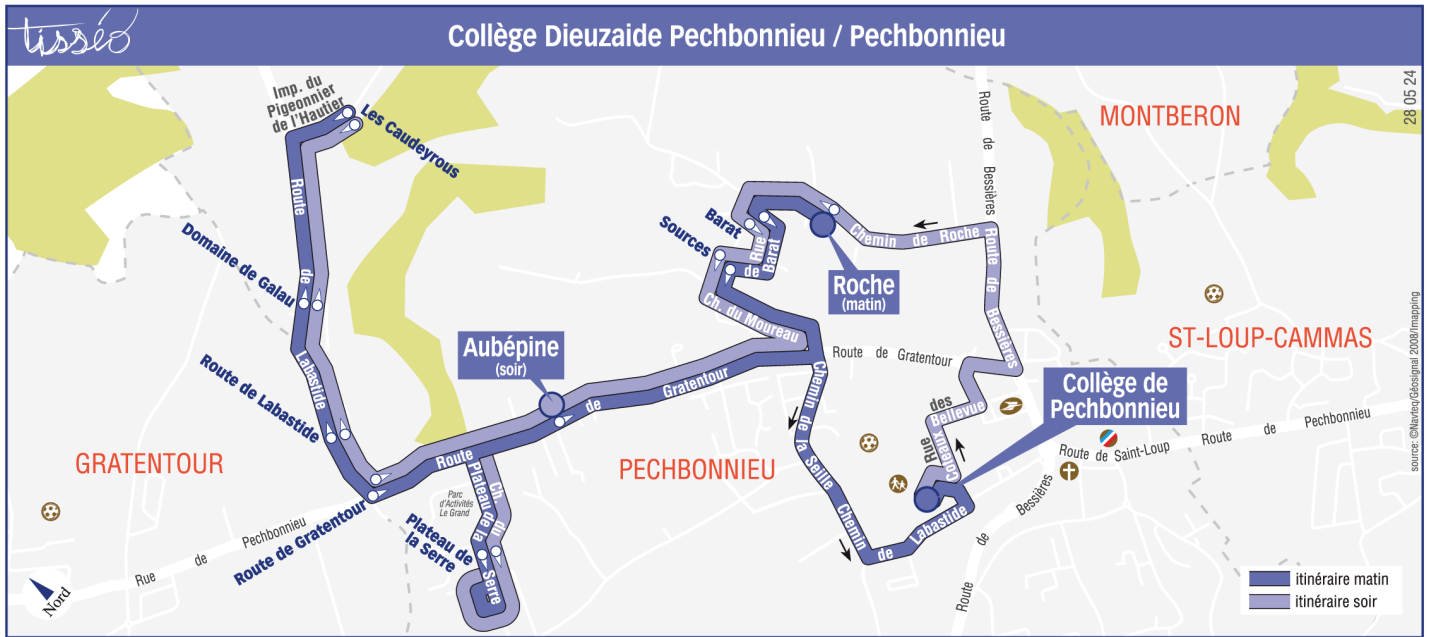 tisséo
Collège Dieuzaide Pechbonnieu / Pechbonnieu
28 05 24
Imp. du
Pigeonnier
de l'Hautier
Les Caudeyrous
Route
de
Labastide
Domaine de Galau
Route de Labastide
Route de Gratentour
GRATENTOUR
Rue de Pechbonnieu
Route de Gratentour
Parc
d'Activités
Le Grand
Ch. du
Plateau de la
Serre
Plateau de
la Serre
Aubépine
(soir)
PECHBONNIEU
Sources
Barat
Rue
de Barat
Ch. du Moureau
Roche
(matin)
Chemin de Roche
Route de Bessières
Route de Bessières
MONTBERON
ST-LOUP-CAMMAS
Route de Gratentour
Chemin de la Seille
Chemin de Labastide
Rue des
Coteaux Bellevue
Collège de
Pechbonnieu
Route de Saint-Loup
Route de Pechbonnieu
Route de Bessières
source: ©Navteq/Géosignal 2008/Imapping
Nord
itinéraire matin
itinéraire soir